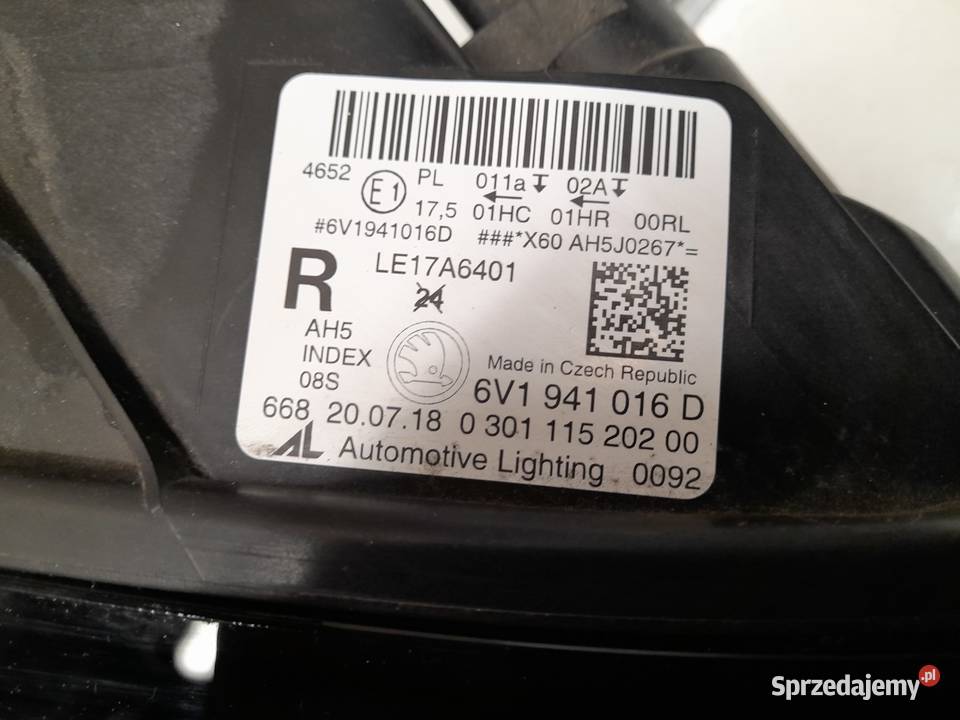 4652 E1 PL 011a 02A
17,5 01HC 01HR 00RL
#6V1941016D ###*X60 AH5J0267*=
R LE17A6401
24
AH5
INDEX
08S
Made in Czech Republic
6V1 941 016 D
668 20.07.18 0 301 115 202 00
AL Automotive Lighting 0092
Sprzedajemy.pl